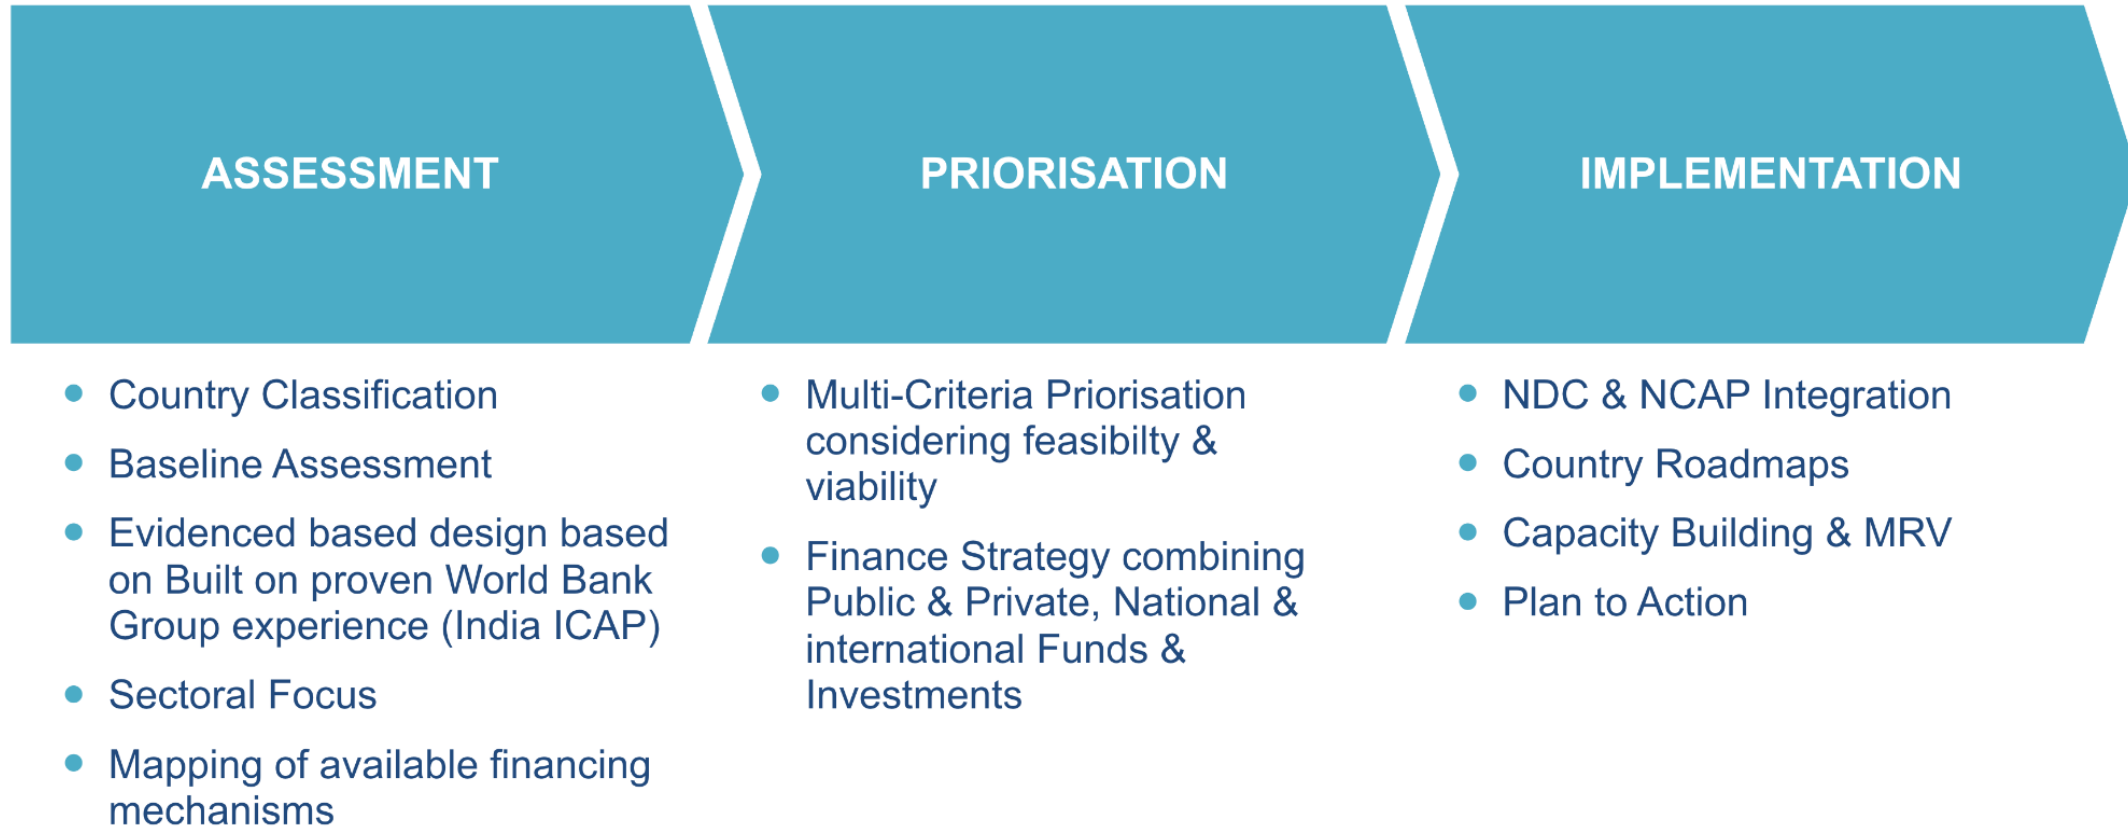 ASSESSMENT
• Country Classification
• Baseline Assessment
• Evidenced based design based
on Built on proven World Bank
Group experience (India ICAP)
• Sectoral Focus
• Mapping of available financing
mechanisms
PRIORISATION
• Multi-Criteria Priorisation
considering feasibilty &
viability
• Finance Strategy combining
Public & Private, National &
international Funds &
Investments
IMPLEMENTATION
• NDC & NCAP Integration
• Country Roadmaps
• Capacity Building & MRV
• Plan to Action